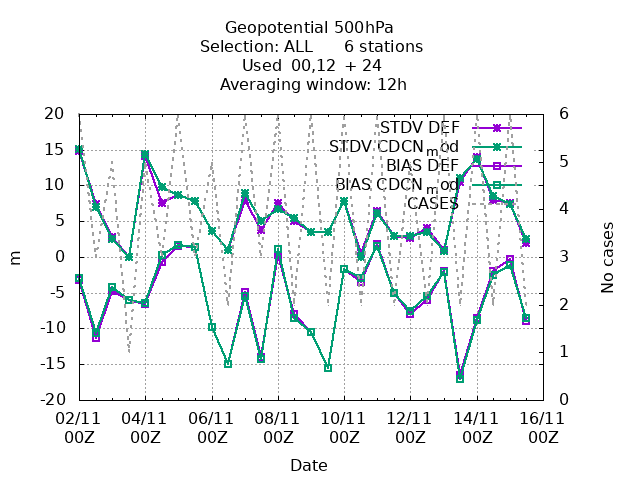 Geopotential 500hPa
Selection: ALL 6 stations
Used 00,12 + 24
Averaging window: 12h
20 6
STDV DEF
STDV CDCN_mod
15 5
BIAS DEF
BIAS CDCN_mod
10
CASES
5 4
0 3
m
No cases
-5
-10 2
-15 1
-20 0
02/11 04/11 06/11 08/11 10/11 12/11 14/11 16/11
00Z 00Z 00Z 00Z 00Z 00Z 00Z 00Z
Date